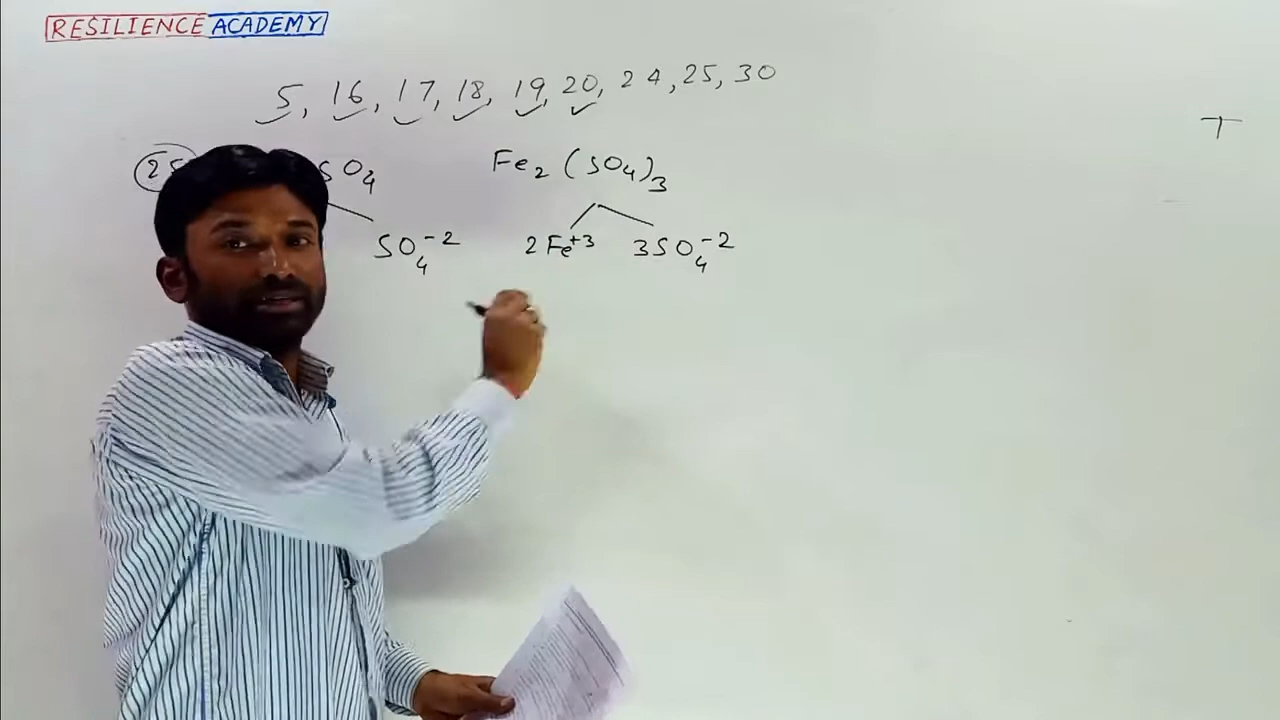 RESILIENCE ACADEMY
5, 16, 17, 18, 19, 20, 24, 25, 30
SO4 Fe2 (SO4)3
SO4-2 2Fe+3 3SO4-2
T